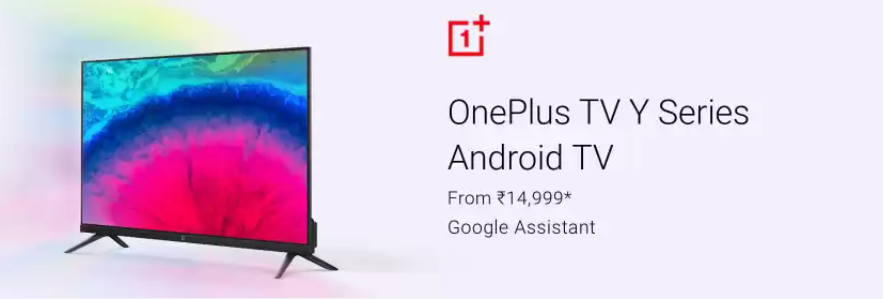 1+
OnePlus TV Y Series
Android TV
From ₹14,999*
Google Assistant